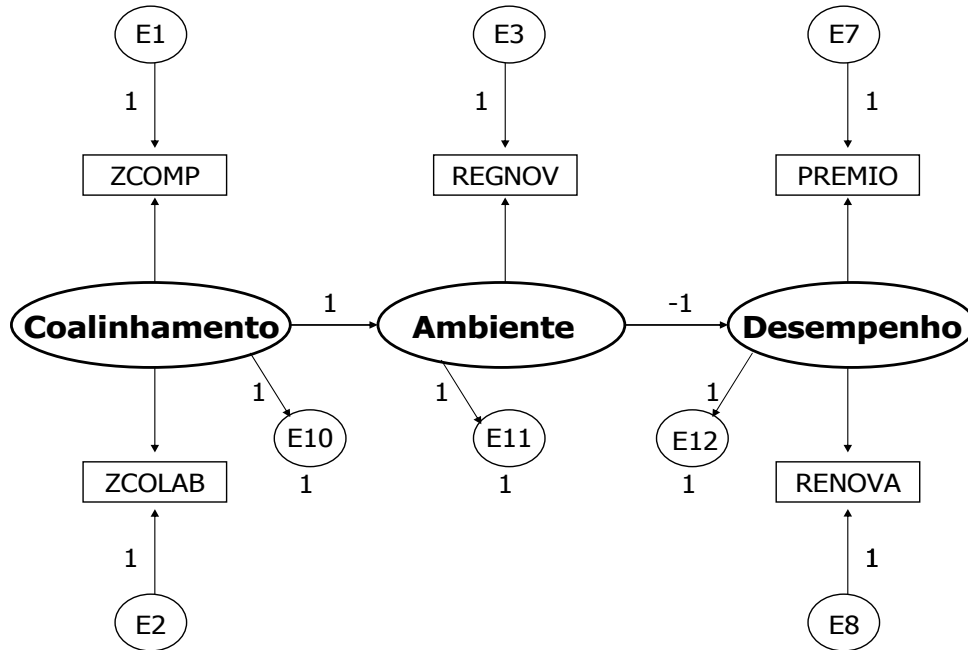 E1 E3 E7
1 1 1
ZCOMP REGNOV PREMIO
1 -1
Coalinhamento Ambiente Desempenho
1 1 1
E10 E11 E12
ZCOLAB 1 1 1 RENOVA
1 1
E2 E8